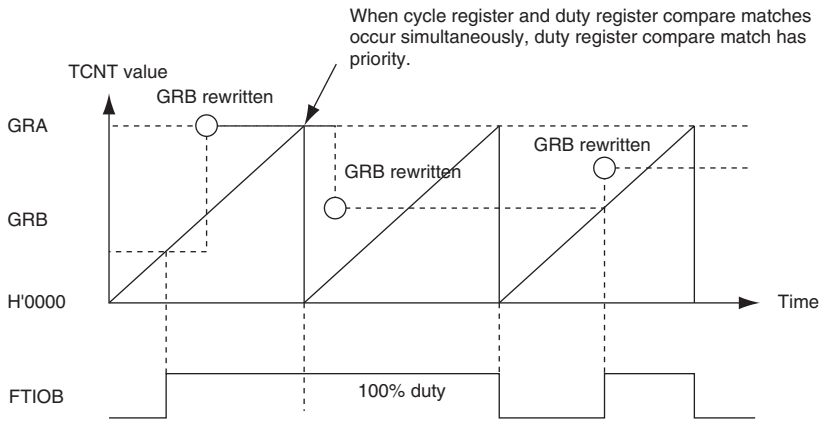 When cycle register and duty register compare matches
occur simultaneously, duty register compare match has
priority.
TCNT value
GRB rewritten
GRA
GRB rewritten
GRB rewritten
GRB
H'0000
Time
FTIOB
100% duty